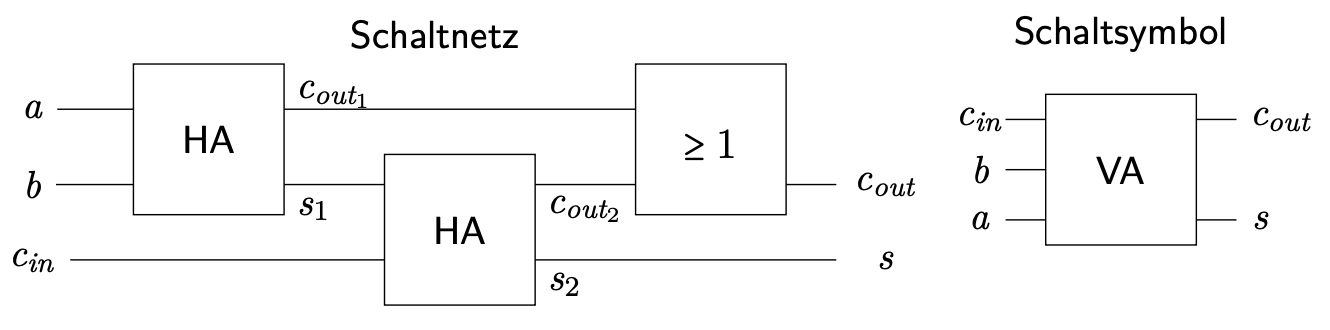 Schaltnetz
Schaltsymbol
a
c_{out_1}
HA
≥ 1
b
s_1
c_{out_2}
c_{out}
HA
c_{in}
s_2
s
c_{in}
c_{out}
b
VA
a
s